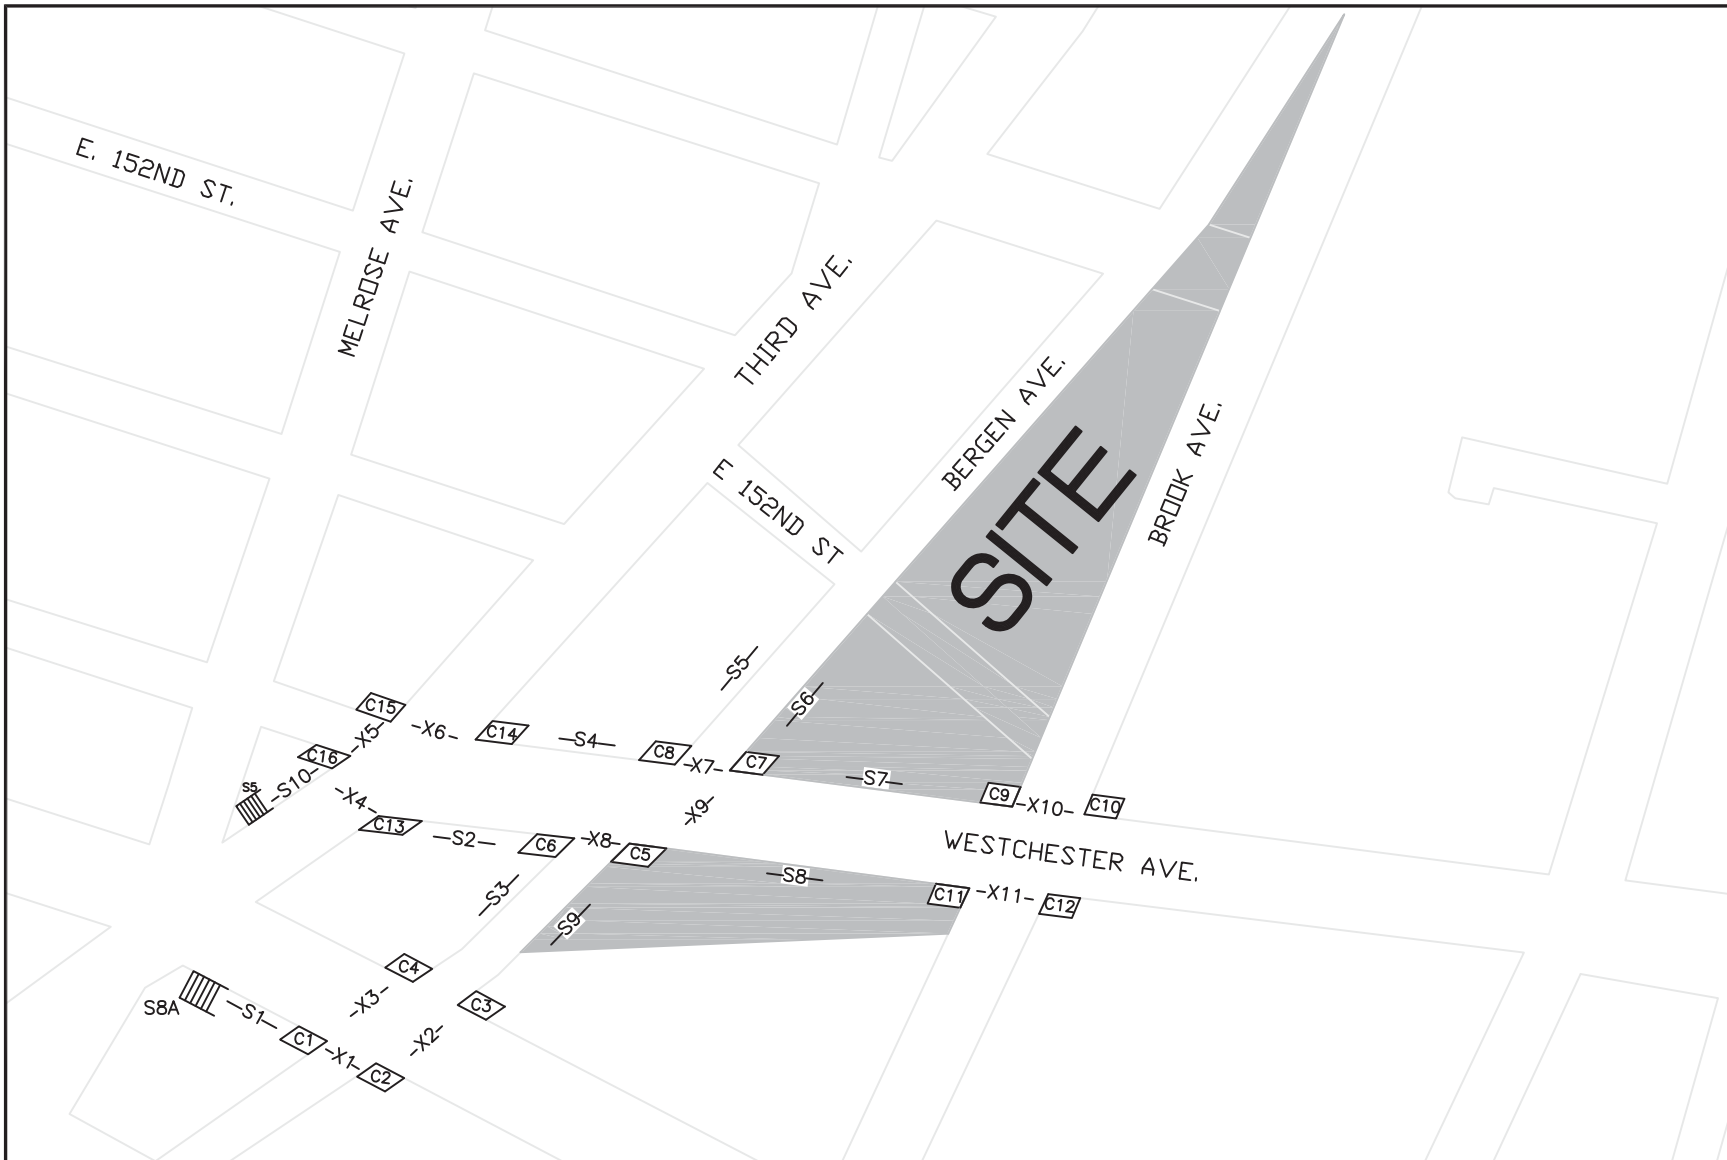 E. 152ND ST.
MELROSE AVE.
THIRD AVE.
BERGEN AVE.
BROOK AVE.
SITE
E 152ND ST
S5
S6
C15
X6
C14
S4
C8
X7
C7
S7
C9
X10
C10
X5
C16
S10
S5
X4
C13
S2
C6
X8
C5
X9
WESTCHESTER AVE.
S8
C11
X11
C12
S3
S9
C4
X3
C3
S8A
S1
C1
X1
C2
X2